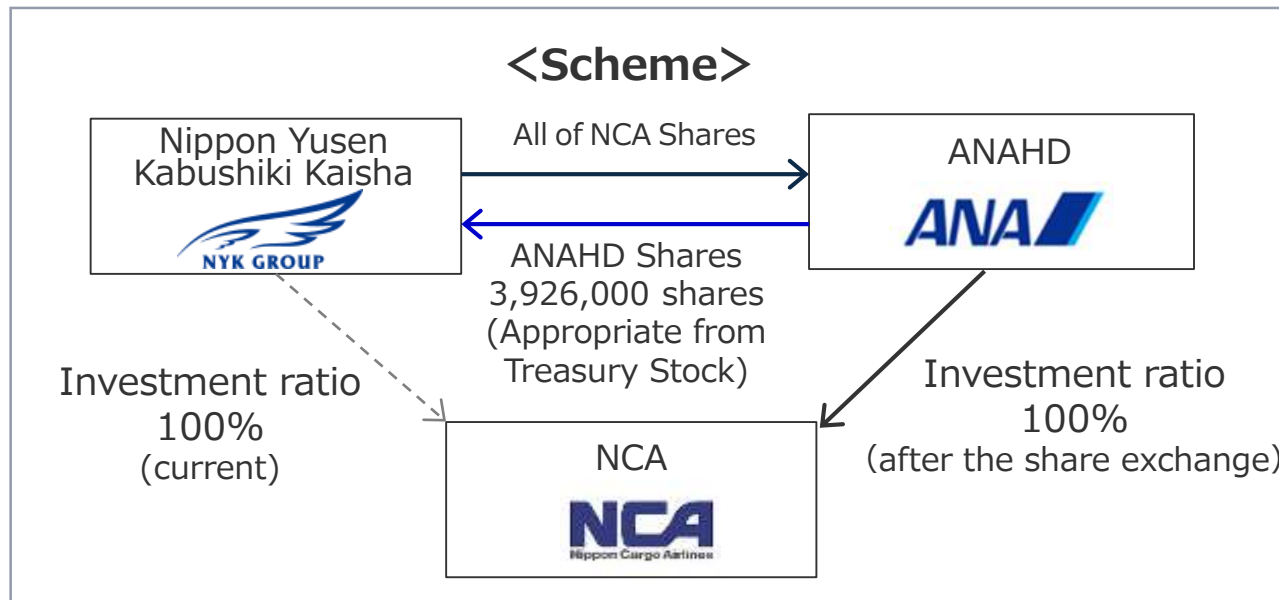 <Scheme>
Nippon Yusen
Kabushiki Kaisha
NYK GROUP
All of NCA Shares
ANAHD
ANA
ANAHD Shares
3,926,000 shares
(Appropriate from
Treasury Stock)
Investment ratio
100%
(current)
Investment ratio
100%
(after the share exchange)
NCA
NCA
Nippon Cargo Airlines